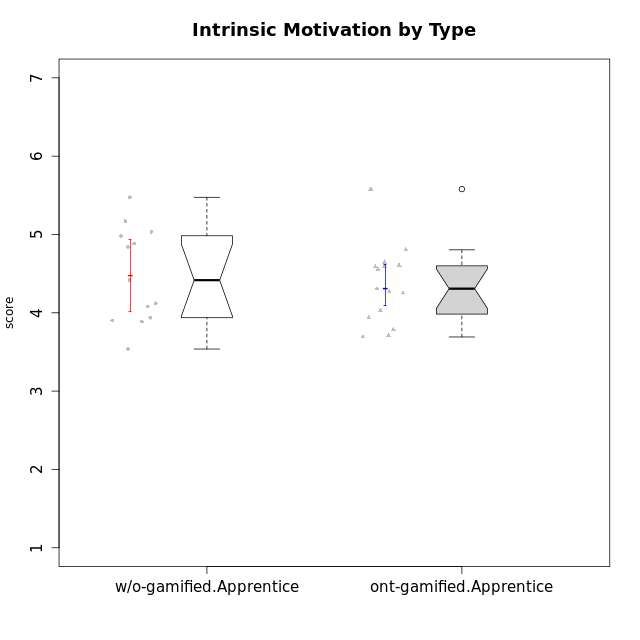 Intrinsic Motivation by Type
7
6
5
4
3
2
1
score
w/o-gamified.Apprentice
ont-gamified.Apprentice